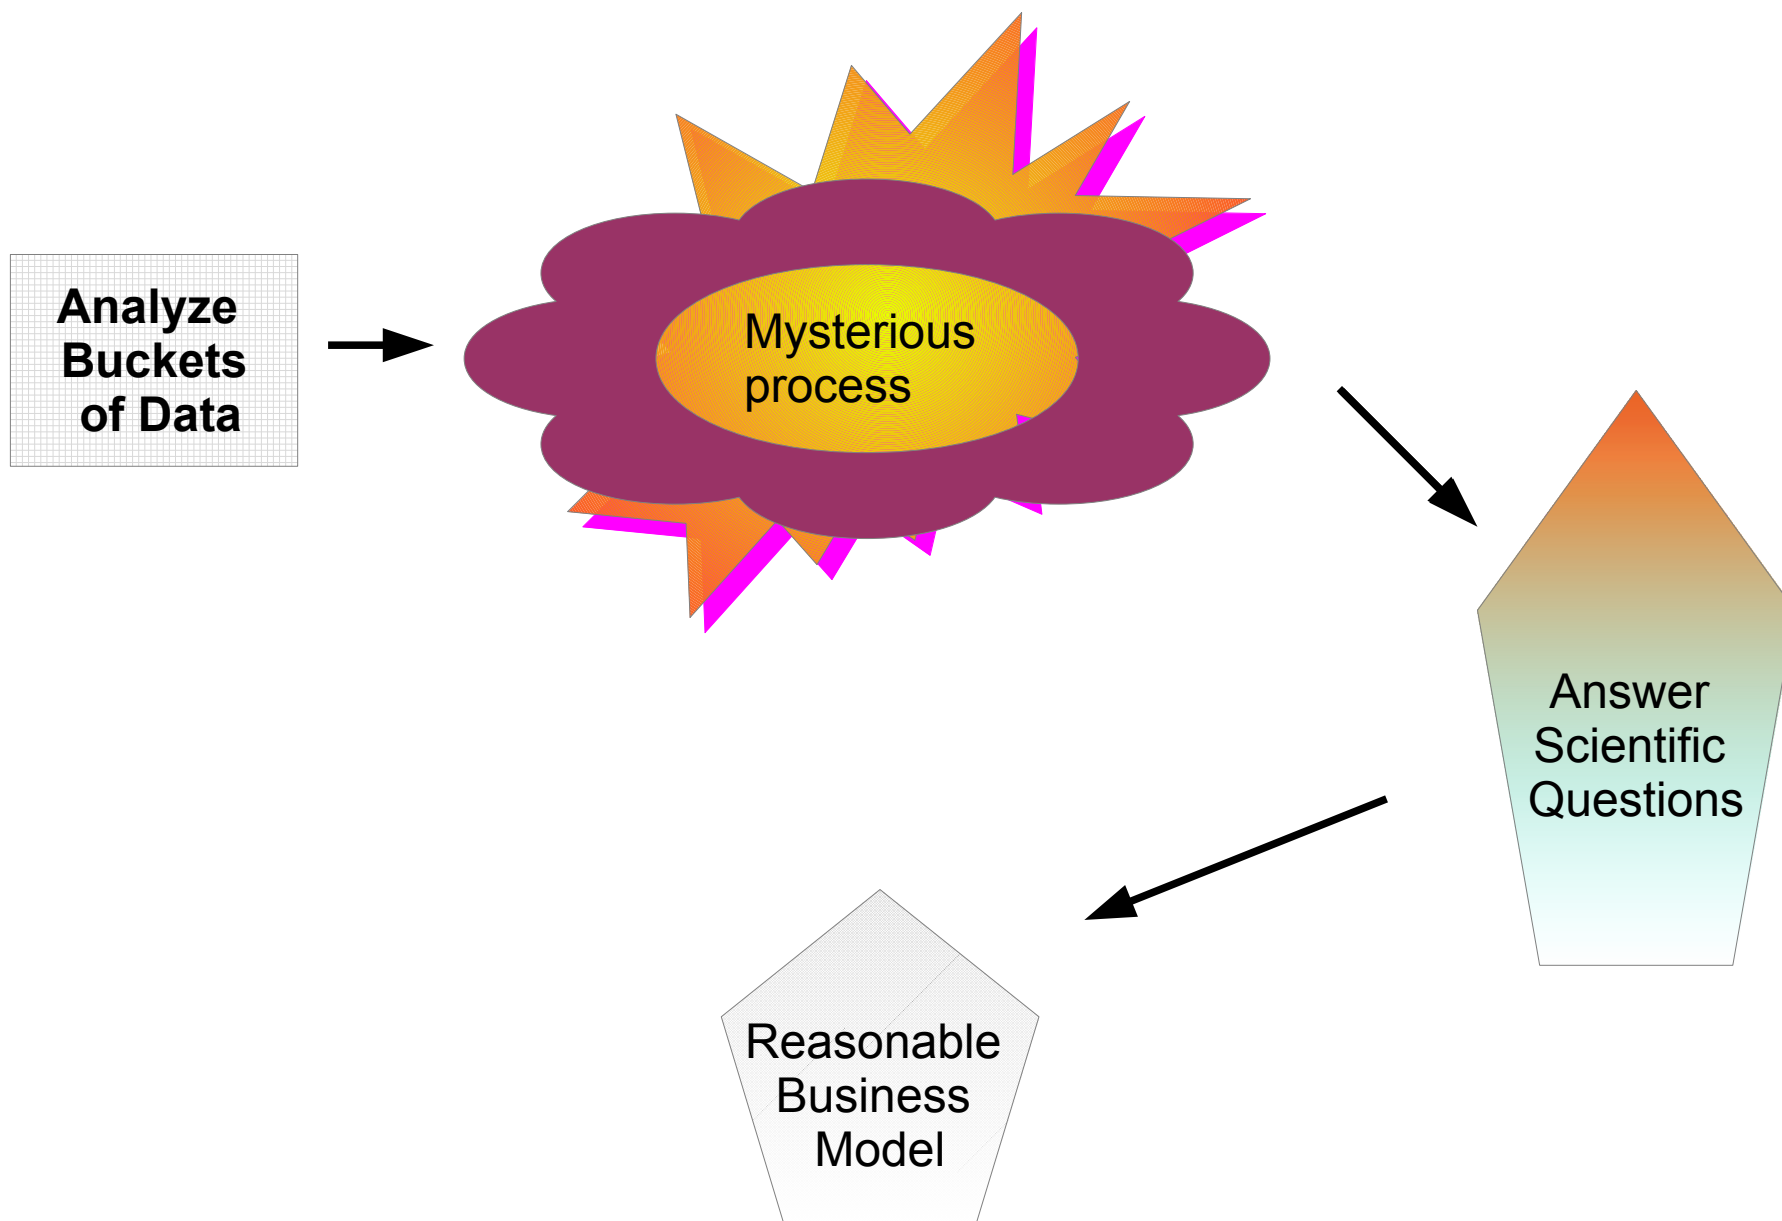 Analyze
Buckets
of Data
Mysterious
process
Answer
Scientific
Questions
Reasonable
Business
Model